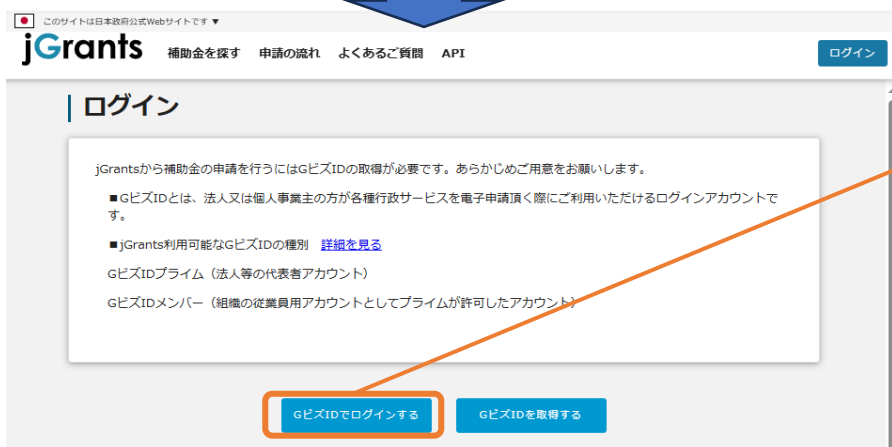 このサイトは日本政府公式Webサイトです ▼
jGrants 補助金を探す 申請の流れ よくあるご質問 API ログイン
ログイン
jGrantsから補助金の申請を行うにはGビズIDの取得が必要です。あらかじめご用意をお願いします。
■GビズIDとは、法人又は個人事業主の方が各種行政サービスを電子申請頂く際にご利用いただけるログインアカウントで
す。
■jGrants利用可能なGビズIDの種別 詳細を見る
GビズIDプライム（法人等の代表者アカウント）
GビズIDメンバー（組織の従業員用アカウントとしてプライムが許可したアカウント）
GビズIDでログインする GビズIDを取得する